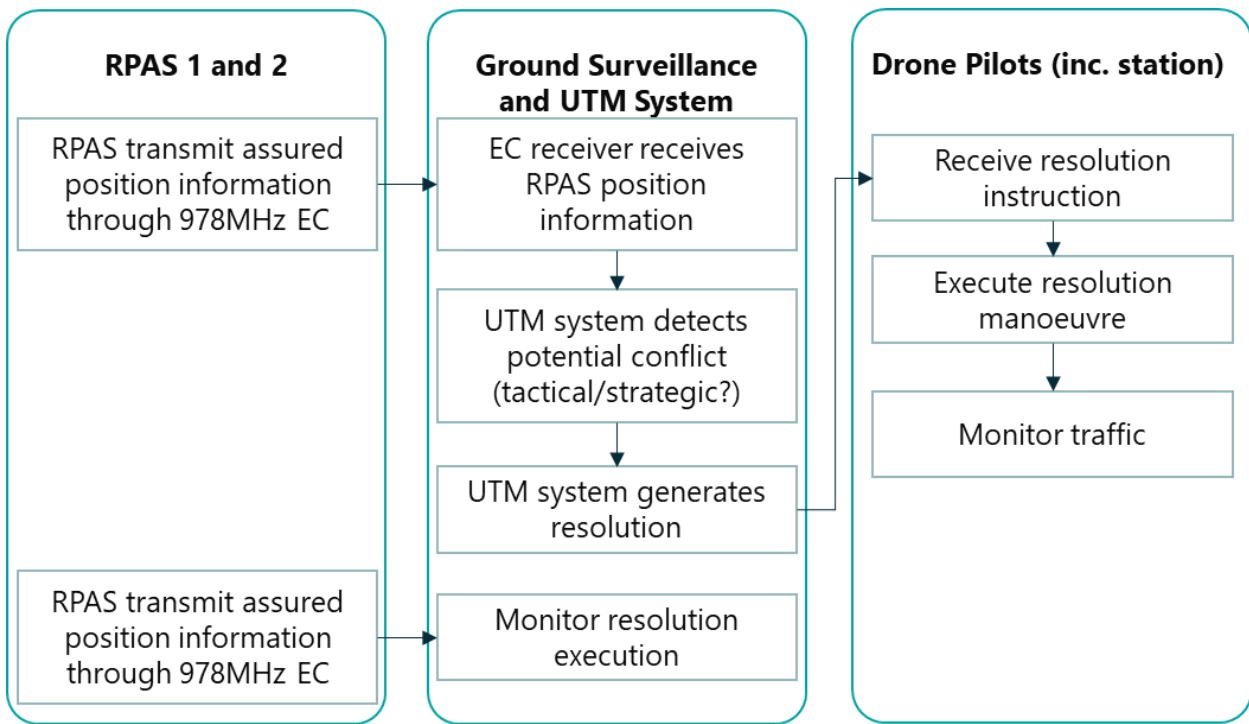 RPAS 1 and 2
RPAS transmit assured
position information
through 978MHz EC
RPAS transmit assured
position information
through 978MHz EC
Ground Surveillance
and UTM System
EC receiver receives
RPAS position
information
UTM system detects
potential conflict
(tactical/strategic?)
UTM system generates
resolution
Monitor resolution
execution
Drone Pilots (inc. station)
Receive resolution
instruction
Execute resolution
manoeuvre
Monitor traffic